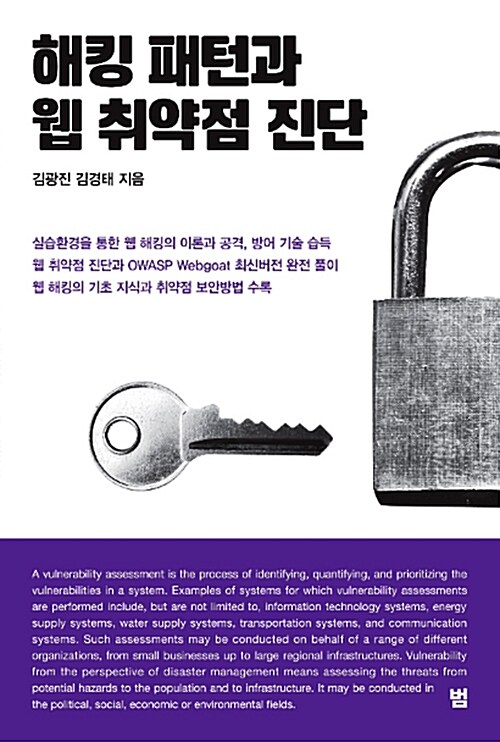 해킹 패턴과
웹 취약점 진단
김광진 김경태 지음
실습환경을 통한 웹 해킹의 이론과 공격, 방어 기술 습득
웹 취약점 진단과 OWASP Webgoat 최신버전 완전 풀이
웹 해킹의 기초 지식과 취약점 보안방법 수록
A vulnerability assessment is the process of identifying, quantifying, and prioritizing the
vulnerabilities in a system. Examples of systems for which vulnerability assessments
are performed include, but are not limited to, information technology systems, energy
supply systems, water supply systems, transportation systems, and communication
systems. Such assessments may be conducted on behalf of a range of different
organizations, from small businesses up to large regional infrastructures. Vulnerability
from the perspective of disaster management means assessing the threats from
potential hazards to the population and to infrastructure. It may be conducted in
the political, social, economic or environmental fields.
범